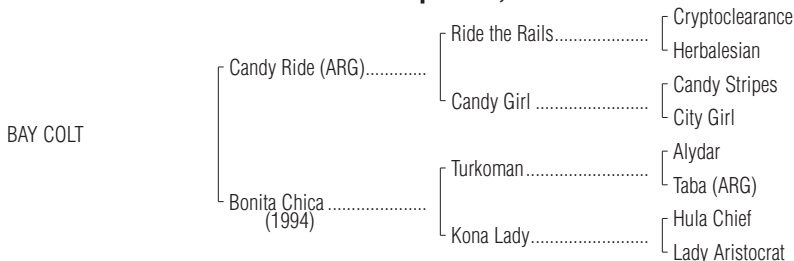 Cryptoclearance
Ride the Rails....................
Herbalesian
Candy Ride (ARG).............
Candy Stripes
Candy Girl ........................
City Girl
BAY COLT
Alydar
Turkoman..........................
Taba (ARG)
Bonita Chica .....................
(1994)
Hula Chief
Kona Lady.........................
Lady Aristocrat